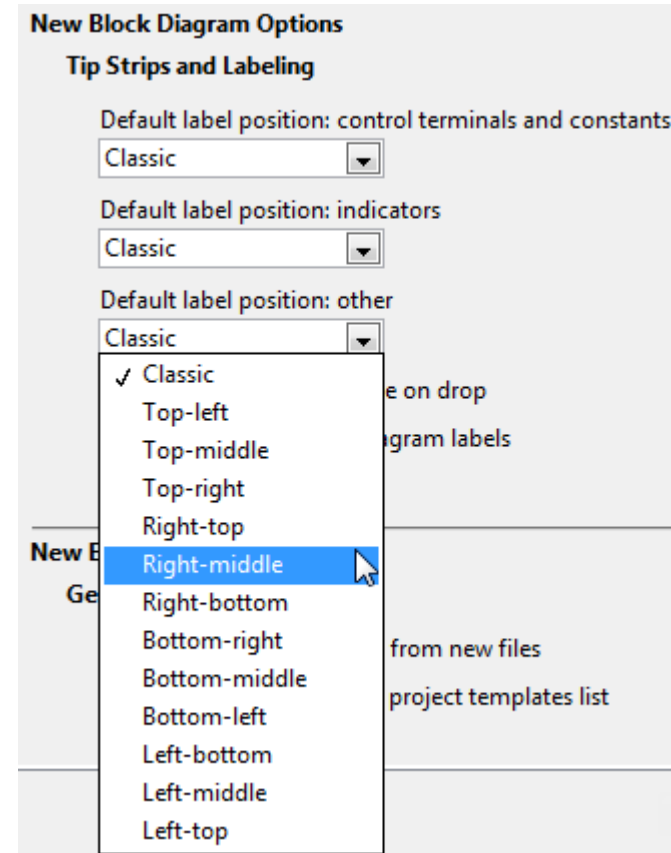 New Block Diagram Options
Tip Strips and Labeling
Default label position: control terminals and constants
Classic
Default label position: indicators
Classic
Default label position: other
Classic
✓ Classic
e on drop
Top-left
agram labels
Top-middle
Top-right
Right-top
New E
Right-middle
Ge
Right-bottom
Bottom-right
from new files
Bottom-middle
project templates list
Bottom-left
Left-bottom
Left-middle
Left-top